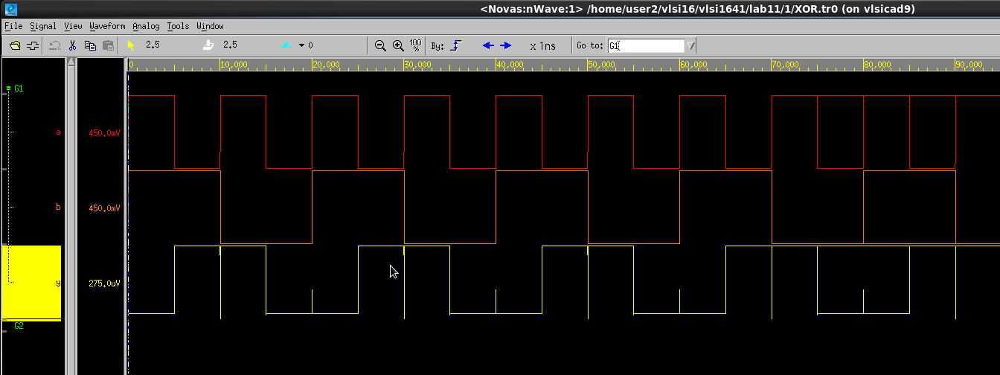 <Novas:nWave:1> /home/user2/vlsi16/vlsi1641/lab11/1/XOR.tr0 (on vlsicad9)
File Signal View Waveform Analog Tools Window
2.5 2.5 0 100 % By: x 1ns Go to: G1
0 10,000 20,000 30,000 40,000 50,000 60,000 70,000 80,000 90,000
G1
a 450.0mV
b 450.0mV
y 275.0uV
G2